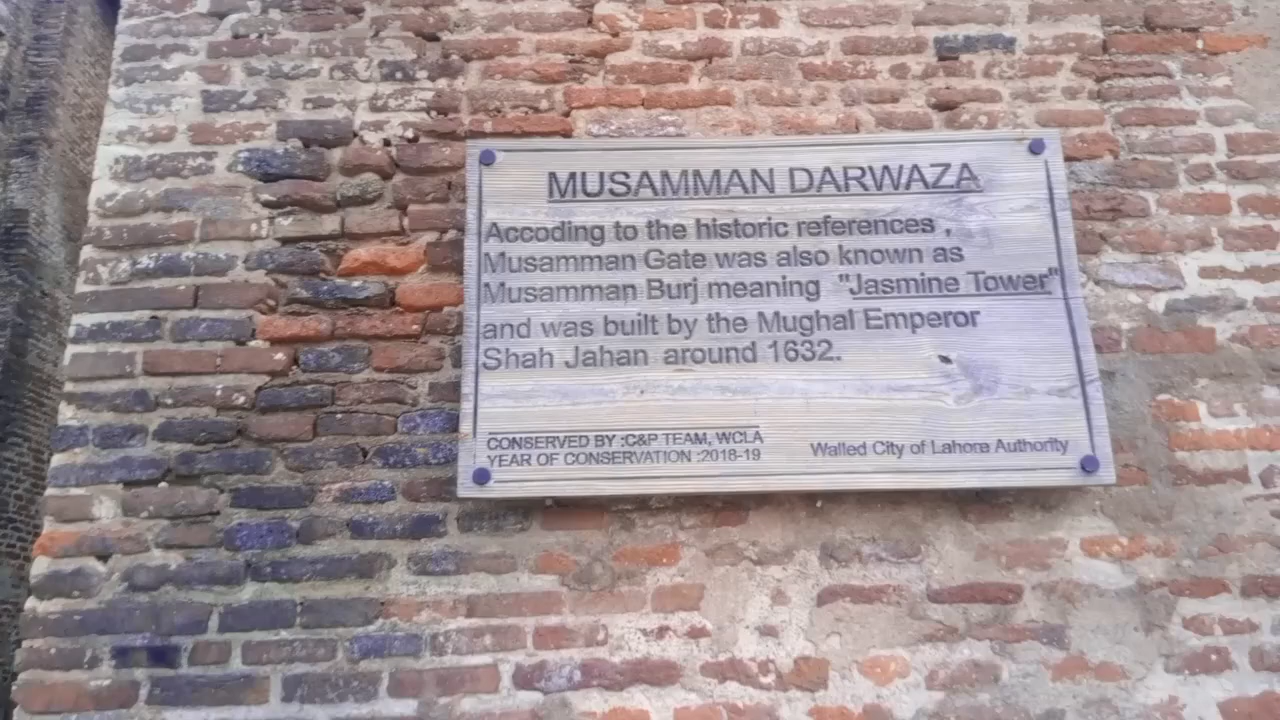 MUSAMMAN DARWAZA
Accoding to the historic references ,
Musamman Gate was also known as
Musamman Burj meaning "Jasmine Tower"
and was built by the Mughal Emperor
Shah Jahan around 1632.
CONSERVED BY :C&P TEAM, WCLA
YEAR OF CONSERVATION :2018-19
Walled City of Lahore Authority